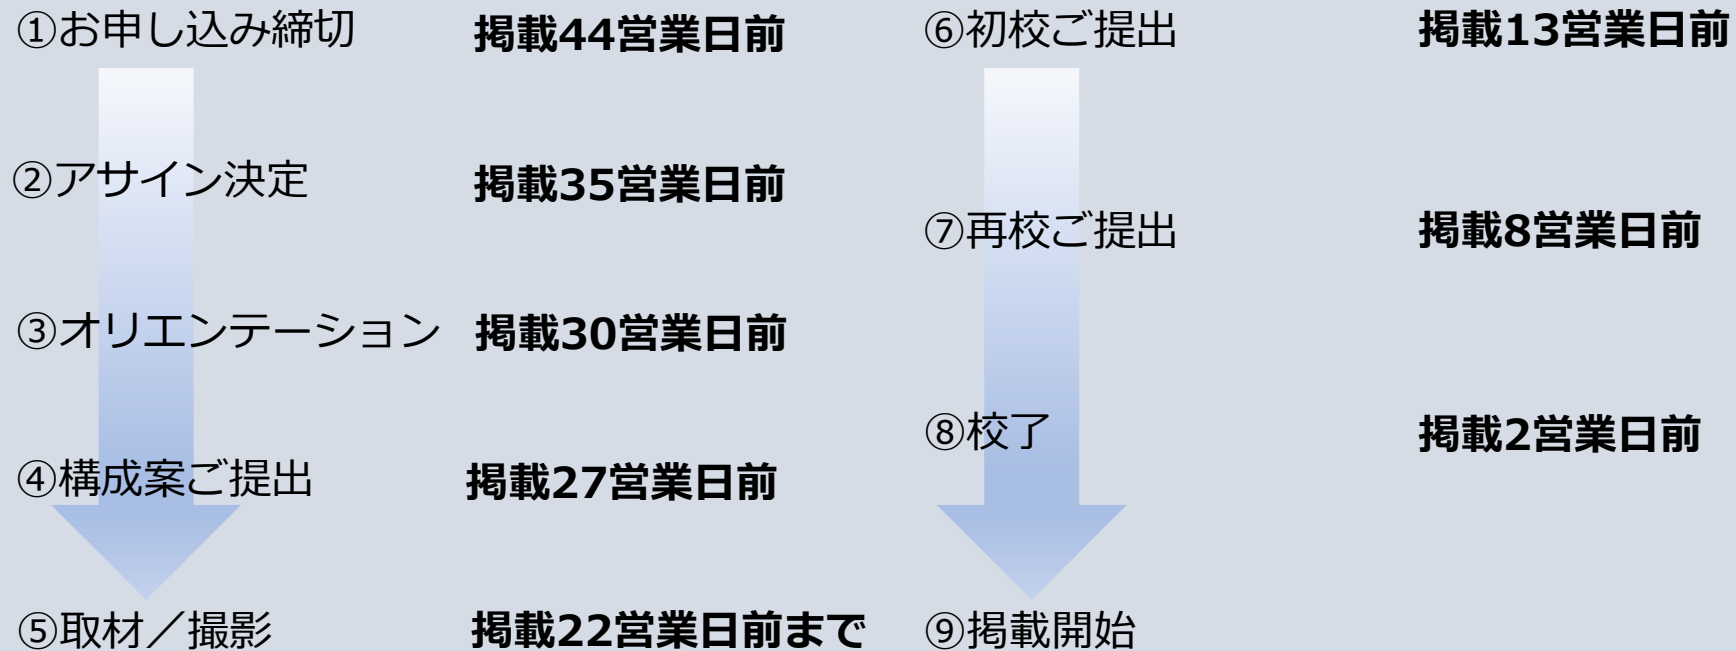 ①お申し込み締切 掲載44営業日前
②アサイン決定 掲載35営業日前
③オリエンテーション 掲載30営業日前
④構成案ご提出 掲載27営業日前
⑤取材／撮影 掲載22営業日前まで
⑥初校ご提出 掲載13営業日前
⑦再校ご提出 掲載8営業日前
⑧校了 掲載2営業日前
⑨掲載開始